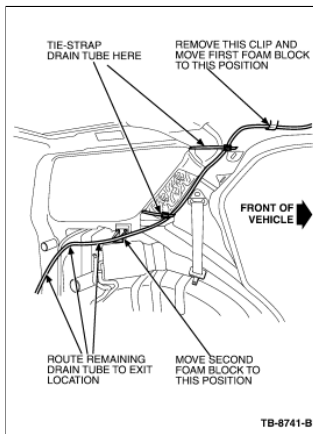 TIE-STRAP
DRAIN TUBE HERE
REMOVE THIS CLIP AND
MOVE FIRST FOAM BLOCK
TO THIS POSITION
FRONT OF
VEHICLE
ROUTE REMAINING
DRAIN TUBE TO EXIT
LOCATION
MOVE SECOND
FOAM BLOCK TO
THIS POSITION
TB-8741-B